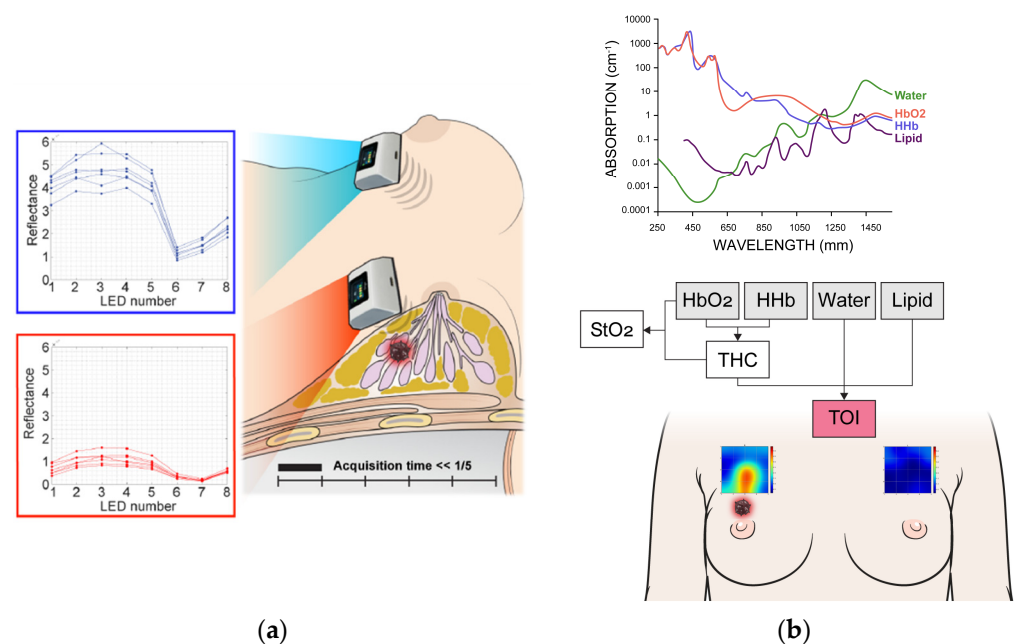 6
5
4
3
2
1
0
Reflectance
1 2 3 4 5 6 7 8
LED number
6
5
4
3
2
1
0
Reflectance
1 2 3 4 5 6 7 8
LED number
Acquisition time << 1/5
(a)
10000
1000
100
10
1
0.1
0.01
0.001
0.0001
ABSORPTION (cm-1)
250 450 650 850 1050 1250 1450
WAVELENGTH (mm)
Water
HbO2
HHb
Lipid
HbO2 HHb Water Lipid
StO2
THC
TOI
(b)